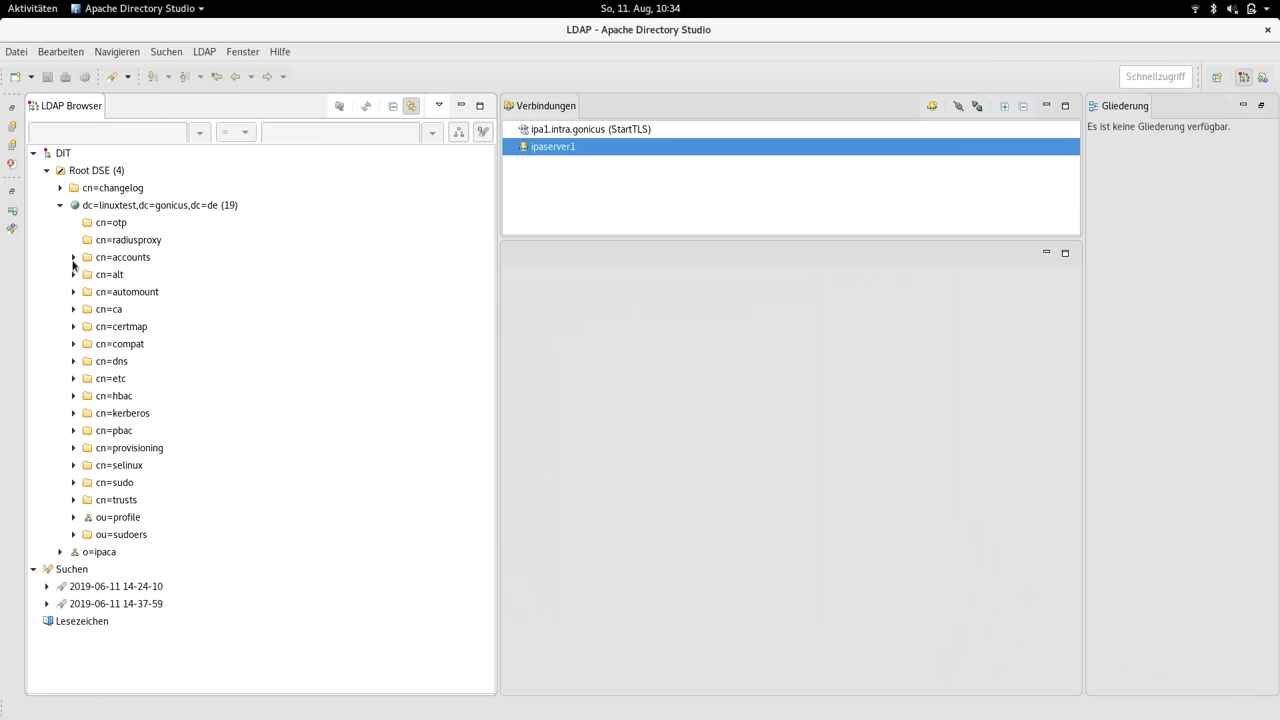 Aktivitäten Apache Directory Studio So, 11. Aug, 10:34
LDAP - Apache Directory Studio
Datei Bearbeiten Navigieren Suchen LDAP Fenster Hilfe
Schnellzugriff
LDAP Browser
=
DIT
Root DSE (4)
cn=changelog
dc=linuxtest,dc=gonicus,dc=de (19)
cn=otp
cn=radiusproxy
cn=accounts
cn=alt
cn=automount
cn=ca
cn=certmap
cn=compat
cn=dns
cn=etc
cn=hbac
cn=kerberos
cn=pbac
cn=provisioning
cn=selinux
cn=sudo
cn=trusts
ou=profile
ou=sudoers
o=ipaca
Suchen
2019-06-11 14-24-10
2019-06-11 14-37-59
Lesezeichen
Verbindungen
ipa1.intra.gonicus (StartTLS)
ipaserver1
Gliederung
Es ist keine Gliederung verfügbar.